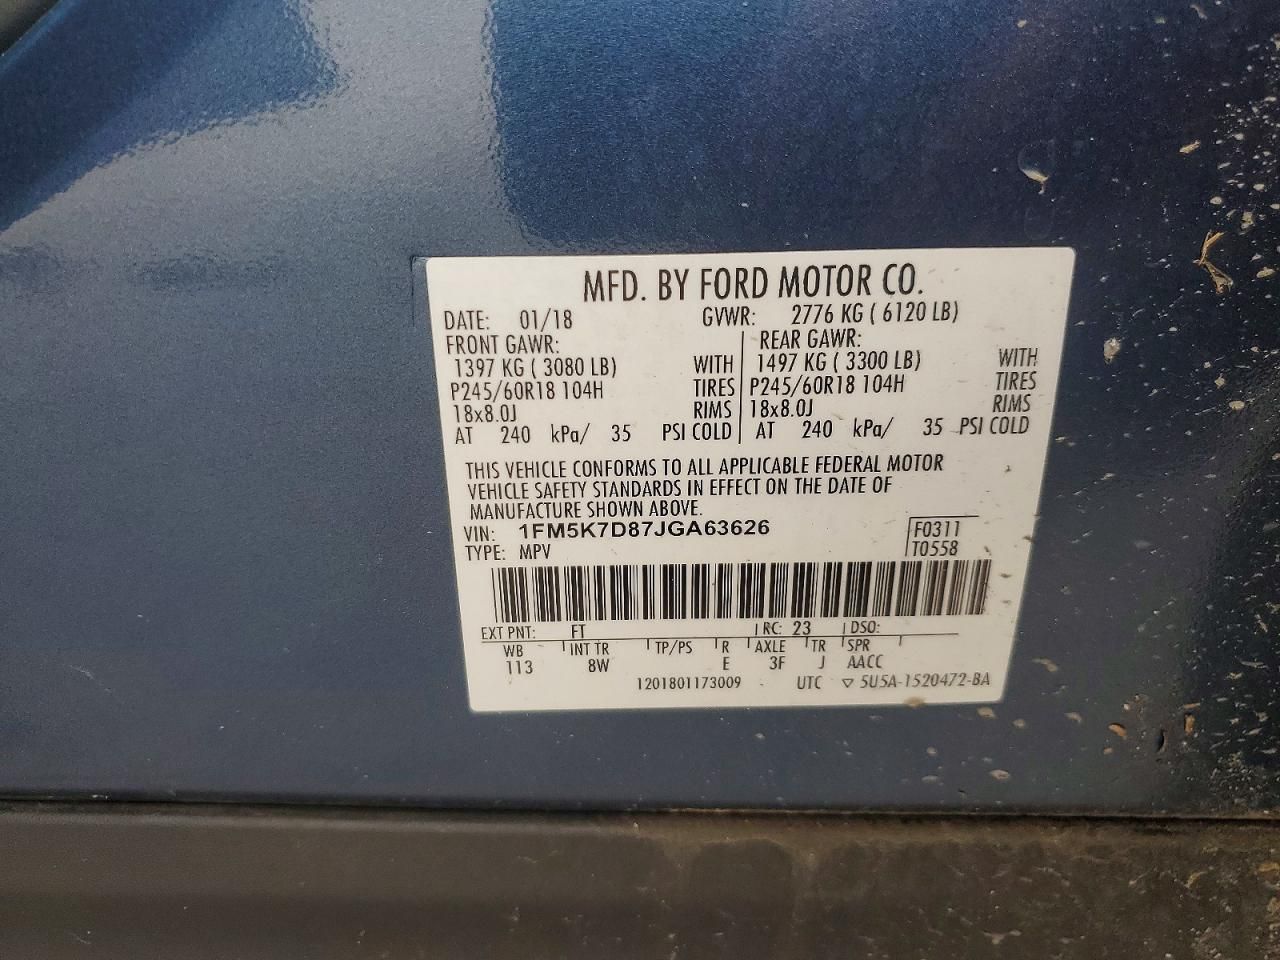 MFD. BY FORD MOTOR CO.
DATE: 01/18 GVWR: 2776 KG ( 6120 LB)
FRONT GAWR: REAR GAWR:
1397 KG ( 3080 LB) WITH 1497 KG ( 3300 LB) WITH
P245/60R18 104H TIRES P245/60R18 104H TIRES
18x8.0J RIMS 18x8.0J RIMS
AT 240 kPa/ 35 PSI COLD AT 240 kPa/ 35 PSI COLD
THIS VEHICLE CONFORMS TO ALL APPLICABLE FEDERAL MOTOR
VEHICLE SAFETY STANDARDS IN EFFECT ON THE DATE OF
MANUFACTURE SHOWN ABOVE.
VIN: 1FM5K7D87JGA63626 F0311
TYPE: MPV T0558
EXT PNT: FT RC: 23 DSO:
WB INT TR TP/PS R AXLE TR SPR
113 8W E 3F J AACC
1201801173009 UTC ▽ 5U5A-1520472-BA